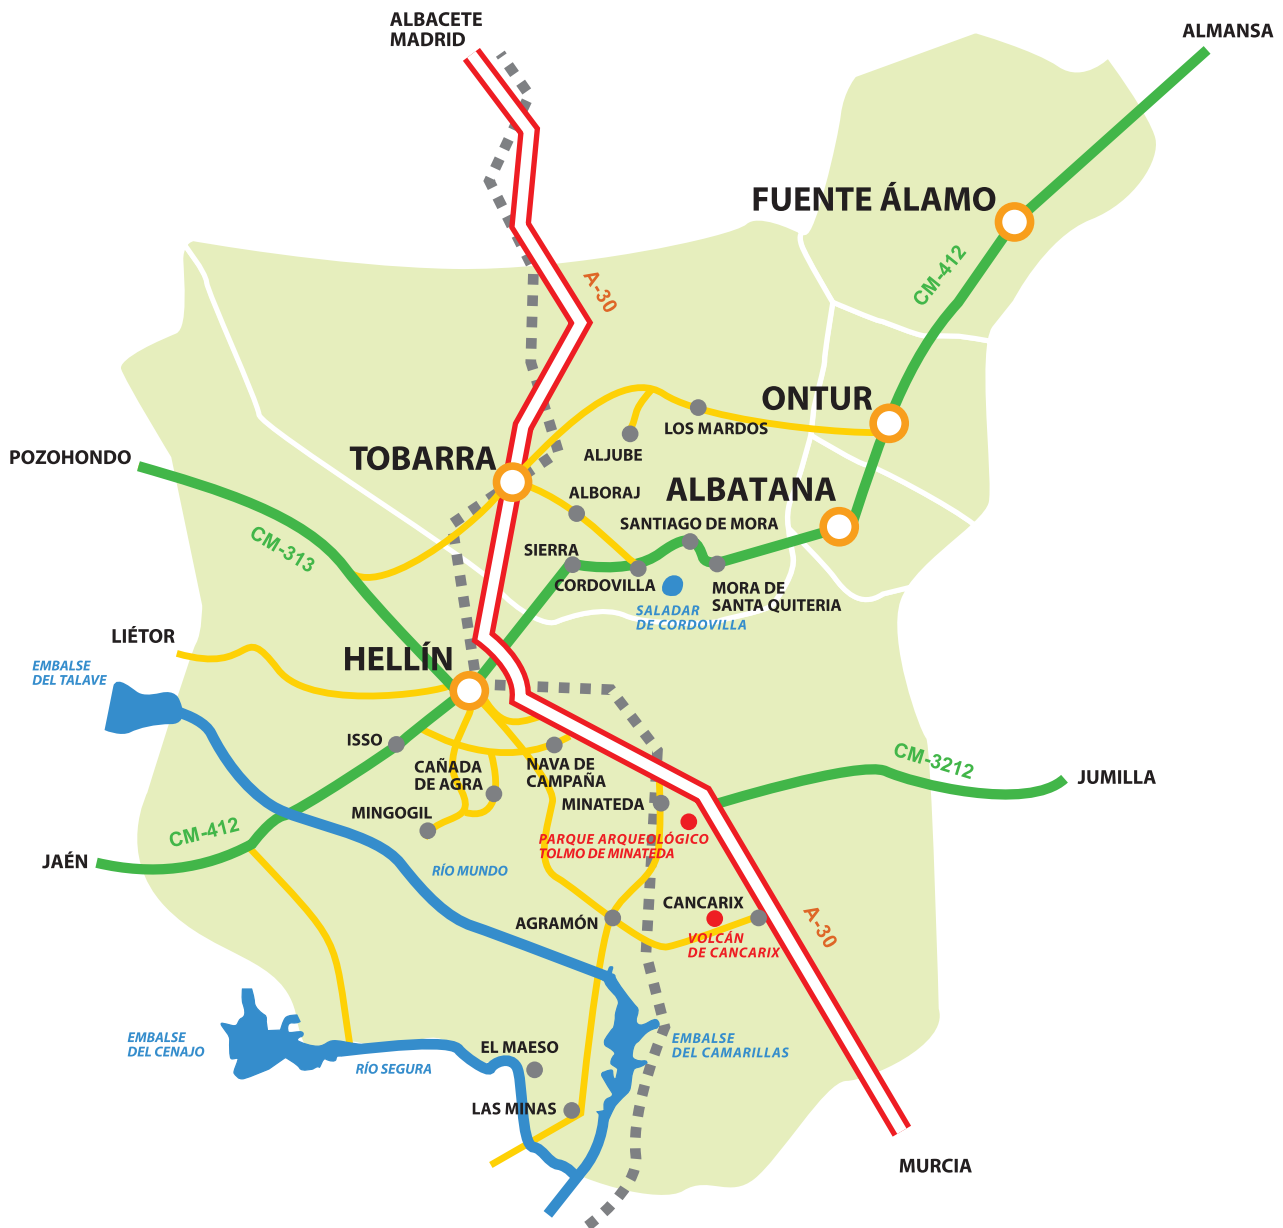 ALBACETE
MADRID
ALMANSA
FUENTE ÁLAMO
CM-412
A-30
ONTUR
LOS MARDOS
ALJUBE
POZOHONDO
TOBARRA
ALBATANA
ALBORAJ
SANTIAGO DE MORA
CM-313
SIERRA
CORDOVILLA
MORA DE
SANTA QUITERIA
SALADAR
DE CORDOVILLA
LIÉTOR
HELLÍN
EMBALSE
DEL TALAVE
ISSO
CAÑADA
DE AGRA
NAVA DE
CAMPAÑA
CM-3212
JUMILLA
MINGOGIL
MINATEDA
CM-412
PARQUE ARQUEOLÓGICO
TOLMO DE MINATEDA
JAÉN
RÍO MUNDO
CANCARIX
AGRAMÓN
A-30
VOLCÁN
DE CANCARIX
EMBALSE
DEL CENAJO
EL MAESO
EMBALSE
DEL CAMARILLAS
RÍO SEGURA
LAS MINAS
MURCIA